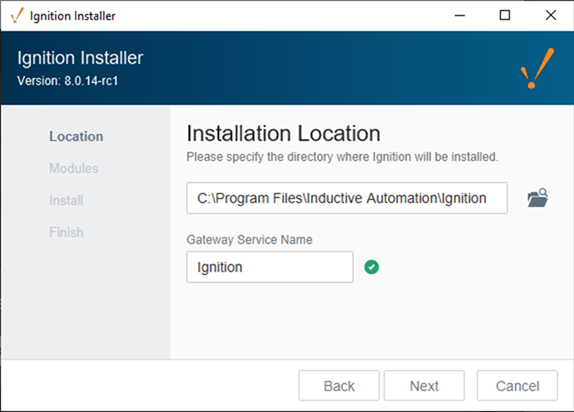 Ignition Installer
Ignition Installer
Version: 8.0.14-rc1
Location
Modules
Install
Finish
Installation Location
Please specify the directory where Ignition will be installed.
C:\Program Files\Inductive Automation\Ignition
Gateway Service Name
Ignition
Back
Next
Cancel